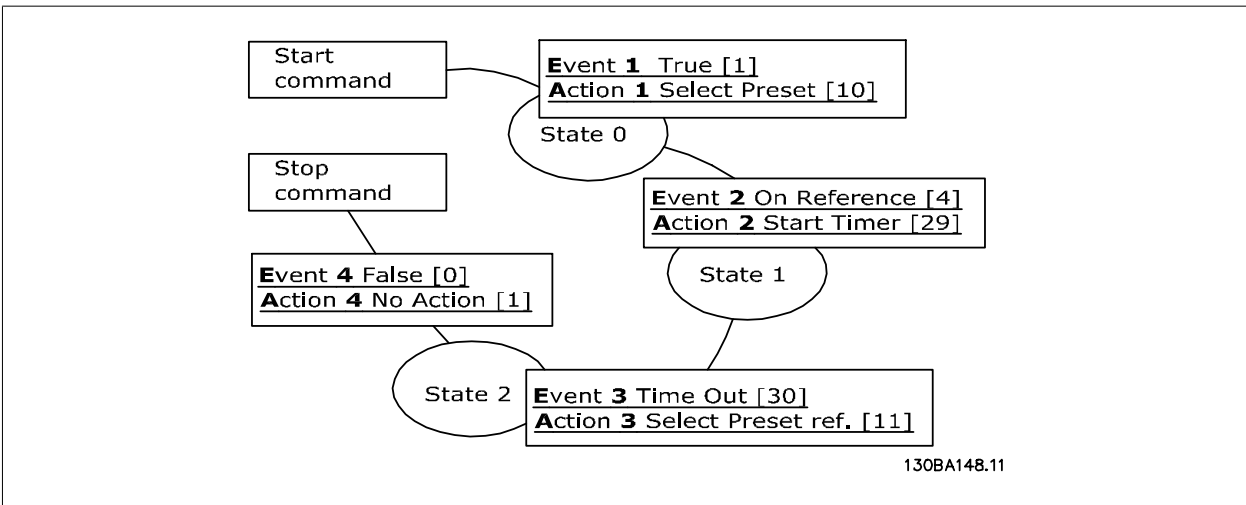 Start
command
Event 1 True [1]
Action 1 Select Preset [10]
State 0
Stop
command
Event 2 On Reference [4]
Action 2 Start Timer [29]
State 1
Event 4 False [0]
Action 4 No Action [1]
State 2
Event 3 Time Out [30]
Action 3 Select Preset ref. [11]
130BA148.11